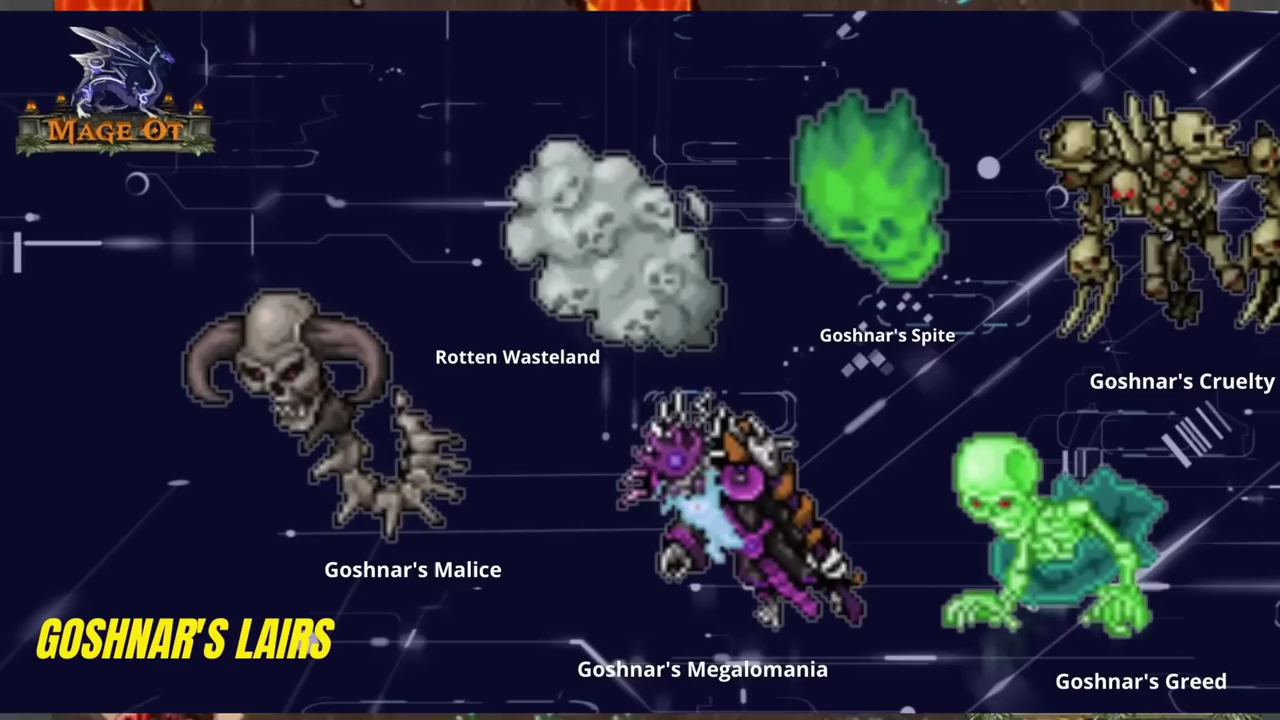 MAGE OT
Goshnar's Spite
Rotten Wasteland
Goshnar's Cruelty
Goshnar's Malice
Goshnar's Megalomania
Goshnar's Greed
GOSHNAR'S LAIRS